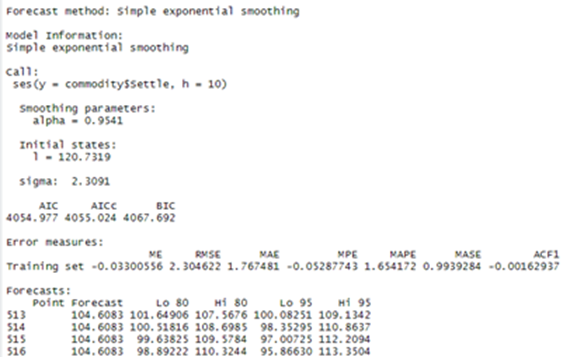 Forecast method: Simple exponential smoothing
Model Information:
Simple exponential smoothing
Call:
ses(y = commodity$Settle, h = 10)
Smoothing parameters:
alpha = 0.9541
Initial states:
l = 120.7319
sigma: 2.3091
AIC AICc BIC
4054.977 4055.024 4067.692
Error measures:
ME RMSE MAE MPE MAPE MASE ACF1
Training set -0.03300556 2.304622 1.767481 -0.05287743 1.654172 0.9939284 -0.00162937
Forecasts:
Point Forecast Lo 80 Hi 80 Lo 95 Hi 95
513 104.6083 101.64906 107.5676 100.08251 109.1342
514 104.6083 100.51816 108.6985 98.35295 110.8637
515 104.6083 99.63825 109.5784 97.00725 112.2094
516 104.6083 98.89222 110.3244 95.86630 113.3504